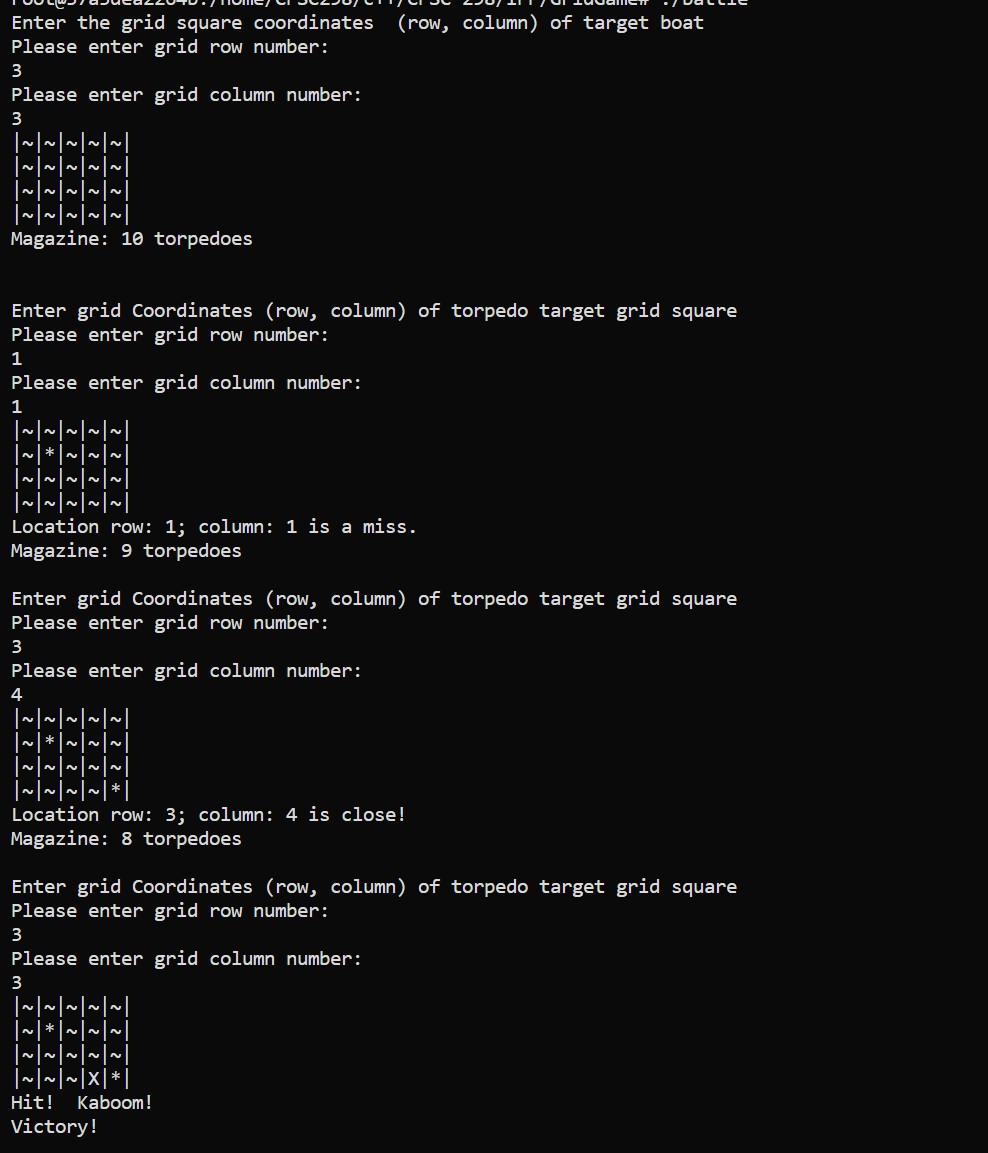 Enter the grid square coordinates  (row, column) of target boat
Please enter grid row number:
3
Please enter grid column number:
3
|~|~|~|~|~|
|~|~|~|~|~|
|~|~|~|~|~|
|~|~|~|~|~|
Magazine: 10 torpedoes
Enter grid Coordinates (row, column) of torpedo target grid square
Please enter grid row number:
1
Please enter grid column number:
1
|~|~|~|~|~|
|~|*|~|~|~|
|~|~|~|~|~|
|~|~|~|~|~|
Location row: 1; column: 1 is a miss.
Magazine: 9 torpedoes
Enter grid Coordinates (row, column) of torpedo target grid square
Please enter grid row number:
3
Please enter grid column number:
4
|~|~|~|~|~|
|~|*|~|~|~|
|~|~|~|~|~|
|~|~|~|~|*|
Location row: 3; column: 4 is close!
Magazine: 8 torpedoes
Enter grid Coordinates (row, column) of torpedo target grid square
Please enter grid row number:
3
Please enter grid column number:
3
|~|~|~|~|~|
|~|*|~|~|~|
|~|~|~|~|~|
|~|~|~|X|*|
Hit!  Kaboom!
Victory!